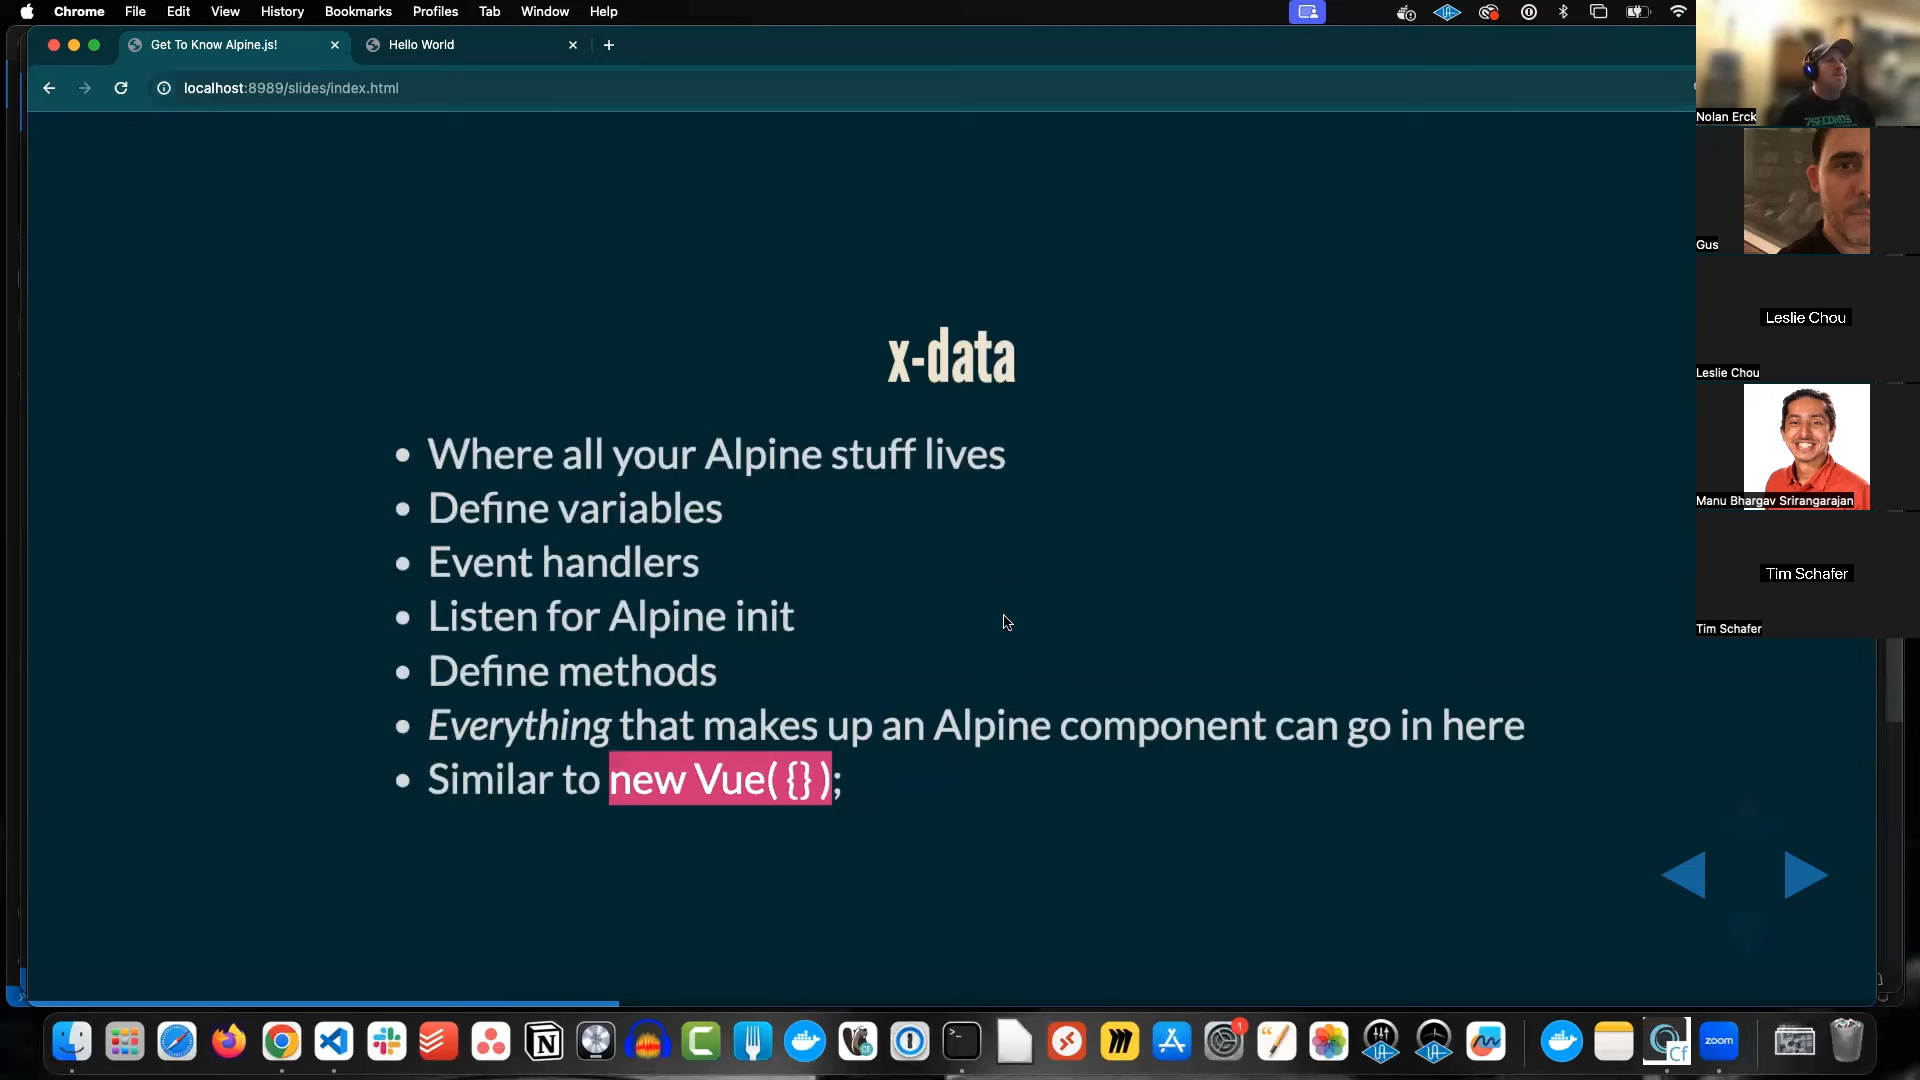 Chrome File Edit View History Bookmarks Profiles Tab Window Help
Get To Know Alpine.js!
Hello World
localhost:8989/slides/index.html
x-data
Where all your Alpine stuff lives
Define variables
Event handlers
Listen for Alpine init
Define methods
Everything that makes up an Alpine component can go in here
Similar to new Vue( {} );
7SECONDS
Nolan Erck
Gus
Leslie Chou
Leslie Chou
Manu Bhargav Srirangarajan
Tim Schafer
Tim Schafer
1
Cf
zoom